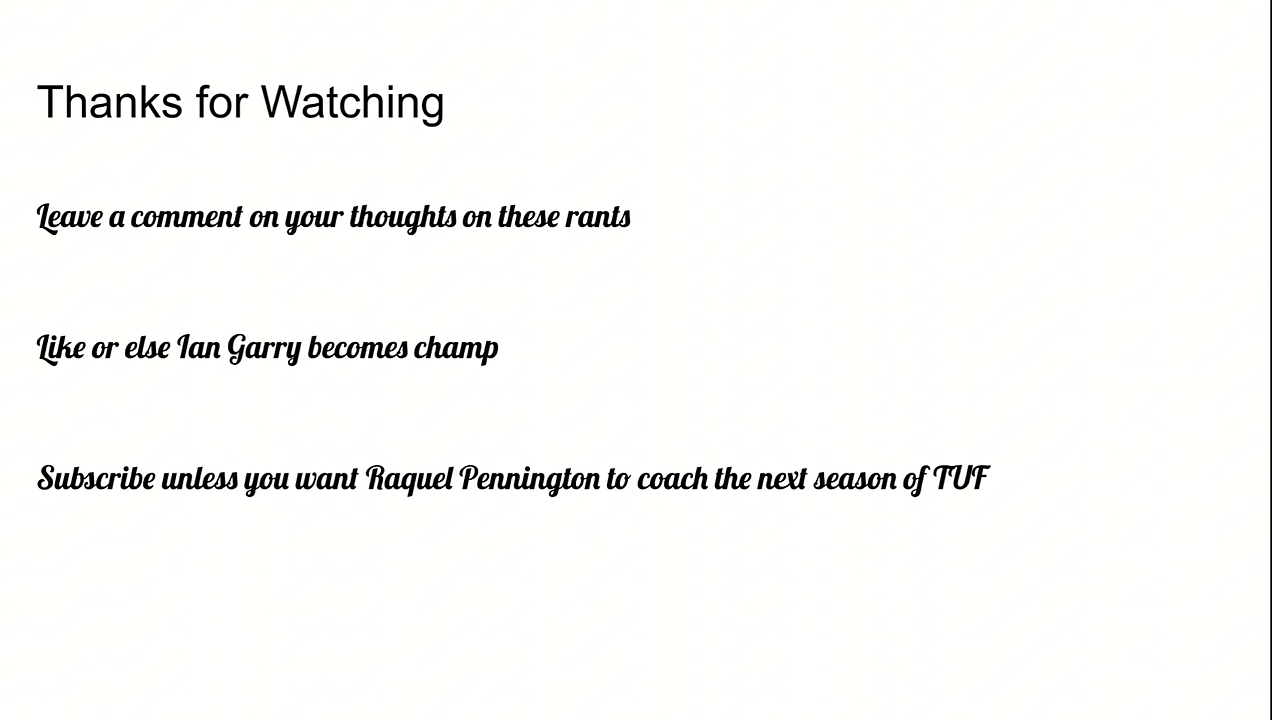 Thanks for Watching
Leave a comment on your thoughts on these rants
Like or else Ian Garry becomes champ
Subscribe unless you want Raquel Pennington to coach the next season of TUF